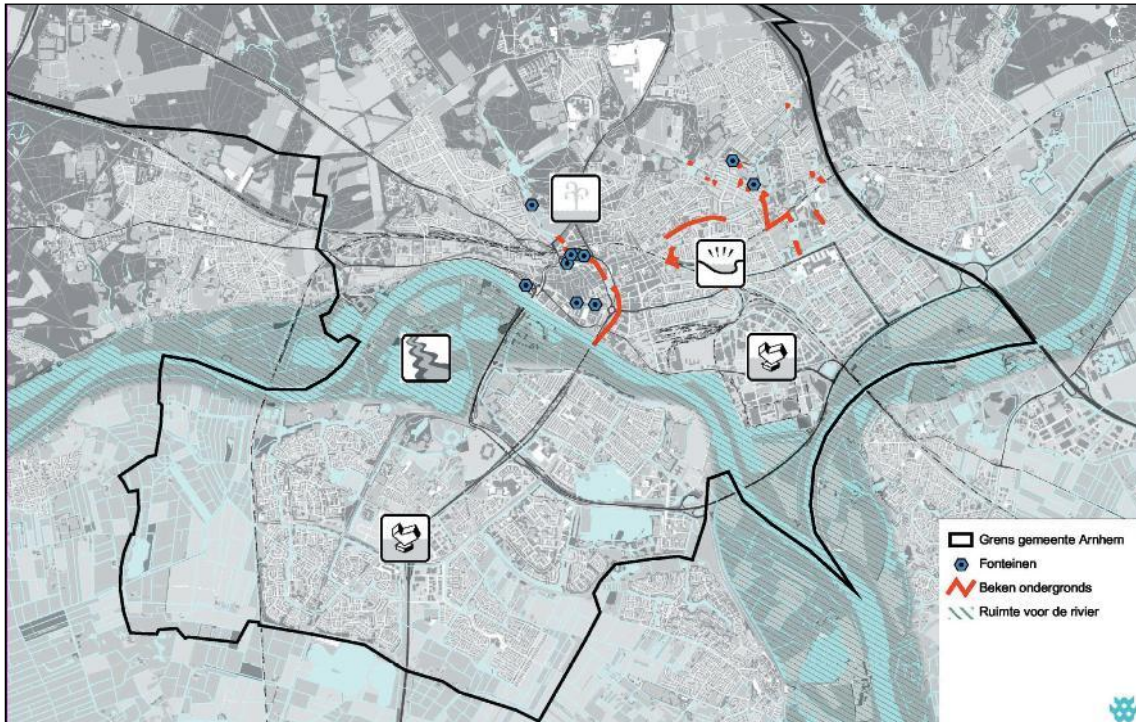 Grens gemeente Arnhem
Fonteinen
Beken ondergronds
Ruimte voor de rivier